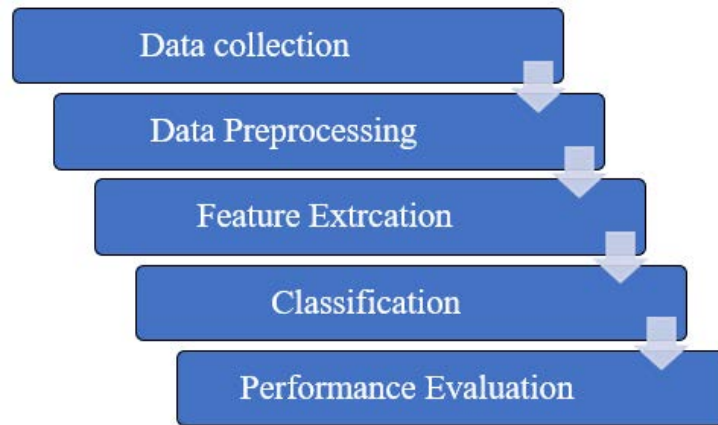 Data collection
Data Preprocessing
Feature Extrcation
Classification
Performance Evaluation